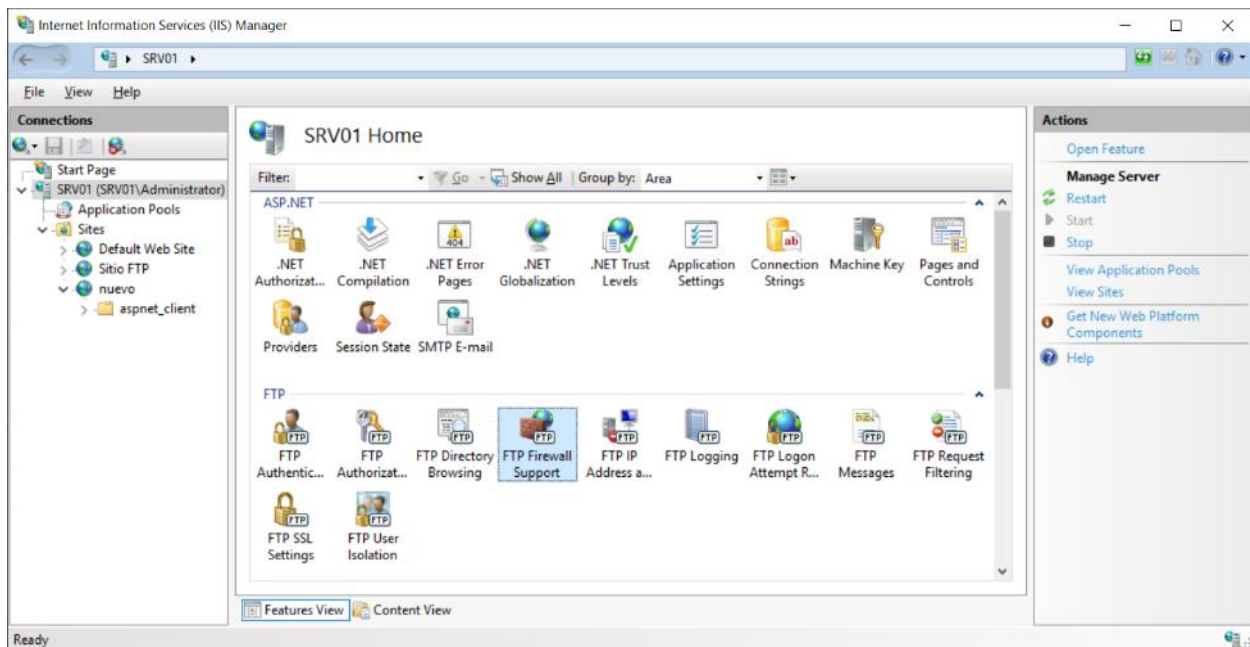 Internet Information Services (IIS) Manager
SRV01
File View Help
Connections
Start Page
SRV01 (SRV01\Administrator)
Application Pools
Sites
Default Web Site
Sitio FTP
nuevo
aspnet_client
SRV01 Home
Filter: Go Show All Group by: Area
ASP.NET
.NET Authorizat...
.NET Compilation
.NET Error Pages
.NET Globalization
.NET Trust Levels
Application Settings
Connection Strings
Machine Key
Pages and Controls
Providers
Session State
SMTP E-mail
FTP
FTP Authentic...
FTP Authorizat...
FTP Directory Browsing
FTP Firewall Support
FTP IP Address a...
FTP Logging
FTP Logon Attempt R...
FTP Messages
FTP Request Filtering
FTP SSL Settings
FTP User Isolation
Features View Content View
Actions
Open Feature
Manage Server
Restart
Start
Stop
View Application Pools
View Sites
Get New Web Platform
Components
Help
Ready